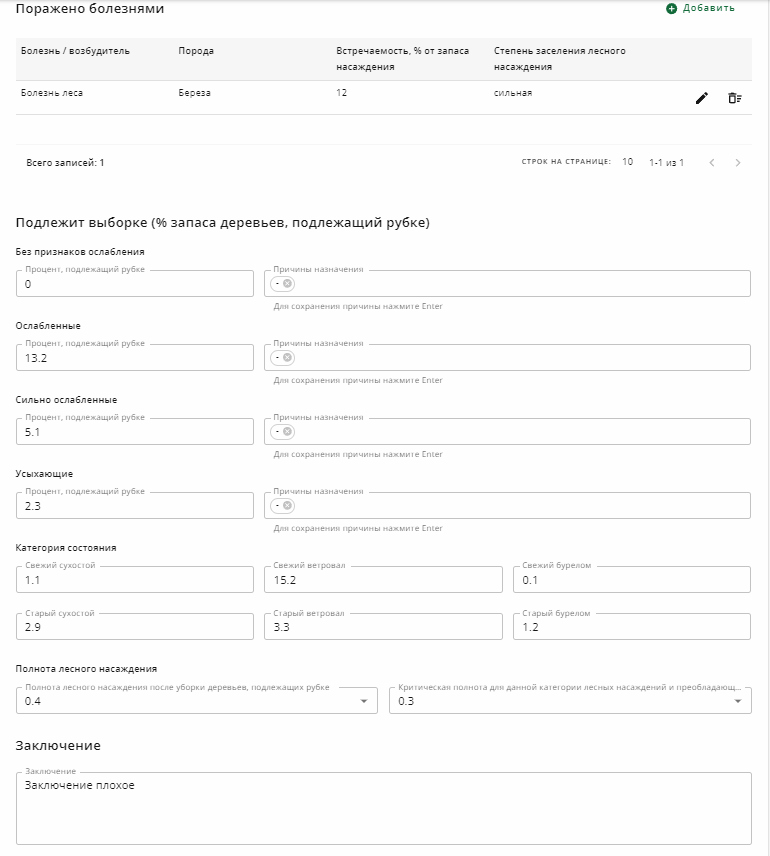 Поражено болезнями
Добавить
Болезнь / возбудитель
Порода
Встречаемость, % от запаса
насаждения
Степень заселения лесного
насаждения
Болезнь леса
Береза
12
сильная
Всего записей: 1
СТРОК НА СТРАНИЦЕ:
10
1-1 из 1
Подлежит выборке (% запаса деревьев, подлежащий рубке)
Без признаков ослабления
Процент, подлежащий рубке
0
Причины назначения
-
Для сохранения причины нажмите Enter
Ослабленные
Процент, подлежащий рубке
13.2
Причины назначения
-
Для сохранения причины нажмите Enter
Сильно ослабленные
Процент, подлежащий рубке
5.1
Причины назначения
-
Для сохранения причины нажмите Enter
Усыхающие
Процент, подлежащий рубке
2.3
Причины назначения
-
Для сохранения причины нажмите Enter
Категория состояния
Свежий сухостой
1.1
Свежий ветровал
15.2
Свежий бурелом
0.1
Старый сухостой
2.9
Старый ветровал
3.3
Старый бурелом
1.2
Полнота лесного насаждения
Полнота лесного насаждения после уборки деревьев, подлежащих рубке
0.4
Критическая полнота для данной категории лесных насаждений и преобладающ...
0.3
Заключение
Заключение
Заключение плохое